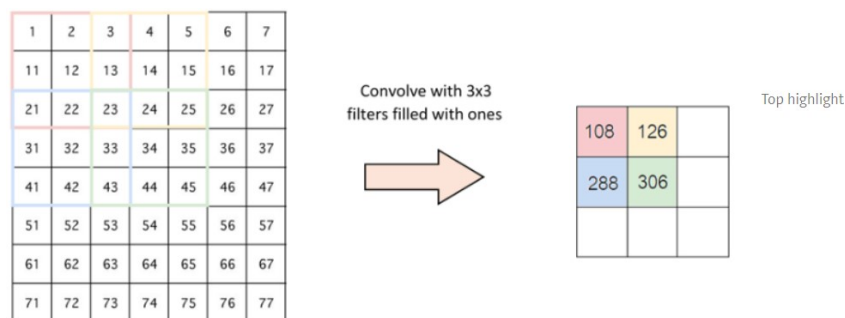 1 2 3 4 5 6 7
11 12 13 14 15 16 17
21 22 23 24 25 26 27
31 32 33 34 35 36 37
41 42 43 44 45 46 47
51 52 53 54 55 56 57
61 62 63 64 65 66 67
71 72 73 74 75 76 77
Convolve with 3x3
filters filled with ones
108 126
288 306
Top highlight